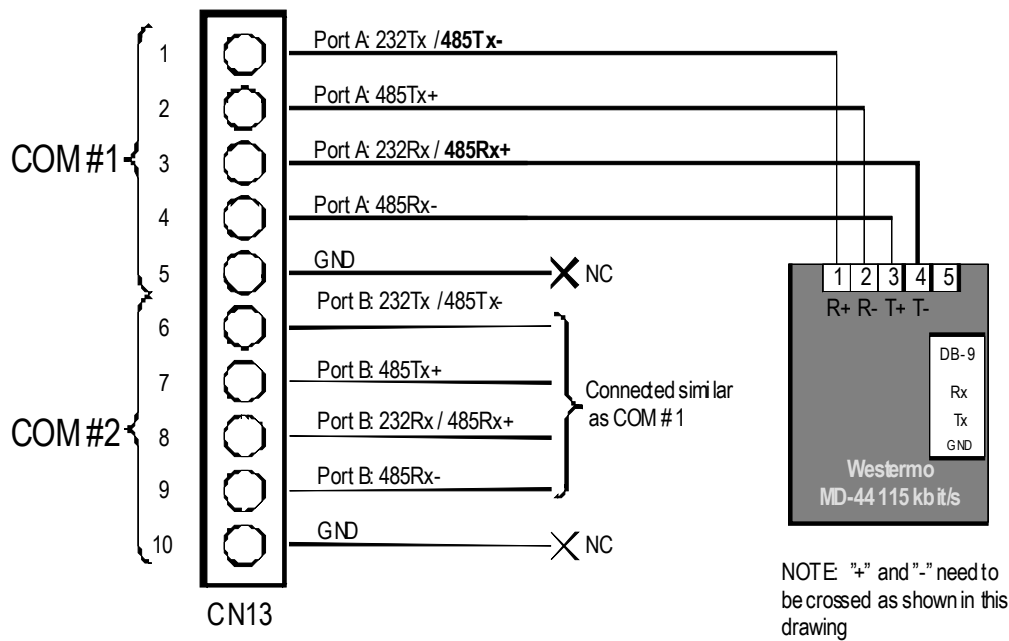 COM #1
1
Port A: 232Tx / 485Tx-
2
Port A: 485Tx+
3
Port A: 232Rx / 485Rx+
4
Port A: 485Rx-
5
GND
NC
COM #2
6
Port B: 232Tx / 485Tx-
7
Port B: 485Tx+
8
Port B: 232Rx / 485Rx+
9
Port B: 485Rx-
10
GND
NC
Connected similar
as COM # 1
CN13
1 2 3 4 5
R+ R- T+ T-
DB-9
Rx
Tx
GND
Westermo
MD-44 115 kbit/s
NOTE: "+" and "-" need to
be crossed as shown in this
drawing